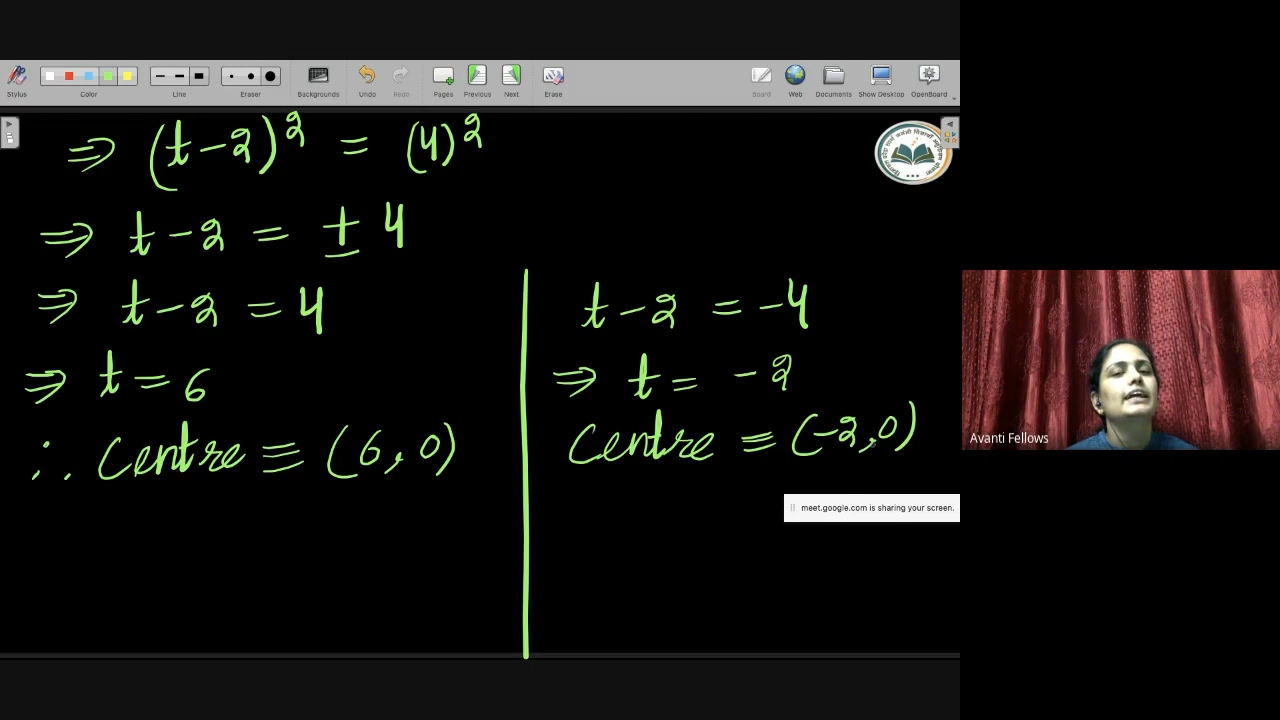 Stylus Color Line Eraser Backgrounds Undo Redo Pages Previous Next Erase Board Web Documents Show Desktop OpenBoard
⇒ (t-2)² = (4)²
⇒ t-2 = ± 4
⇒ t-2 = 4
⇒ t = 6
∴ Centre ≡ (6, 0)
t-2 = -4
⇒ t = -2
Centre ≡ (-2,0)
Avanti Fellows
meet.google.com is sharing your screen.